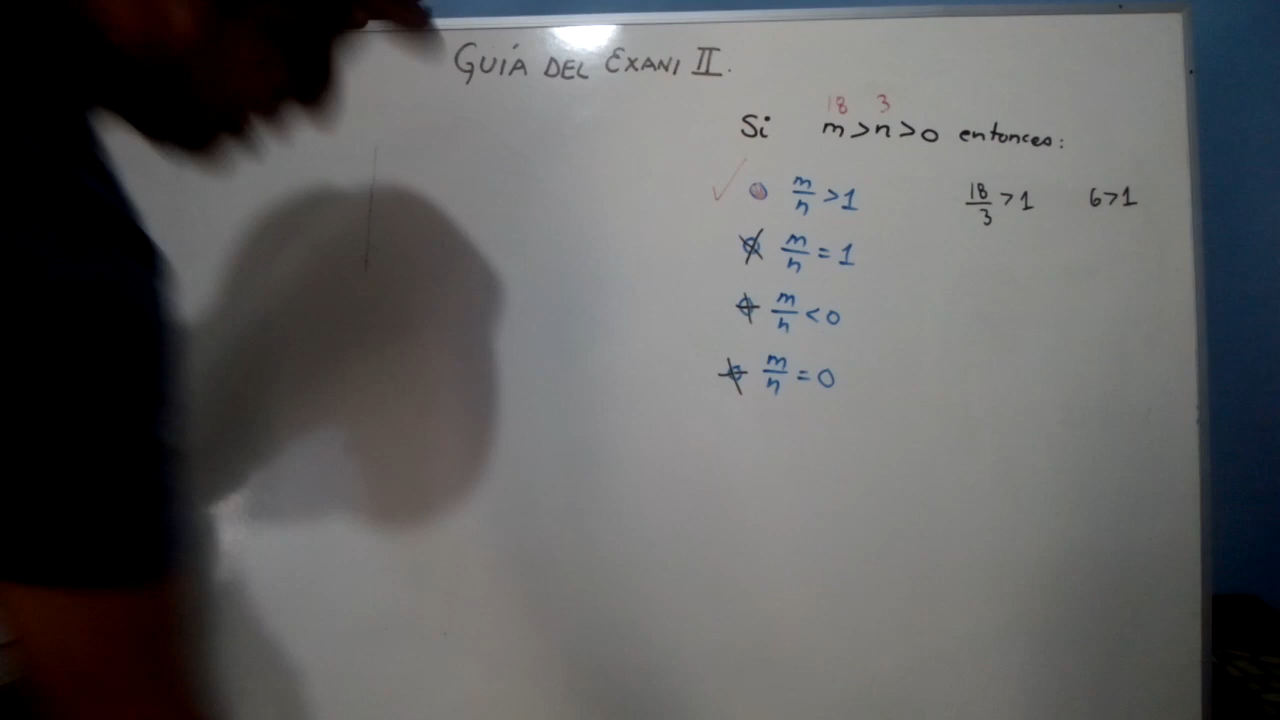 GUÍA DEL EXANI II.
18 3
Si m>n>0 entonces:
m/n >1 18/3 >1 6>1
m/n = 1
m/n < 0
m/n = 0